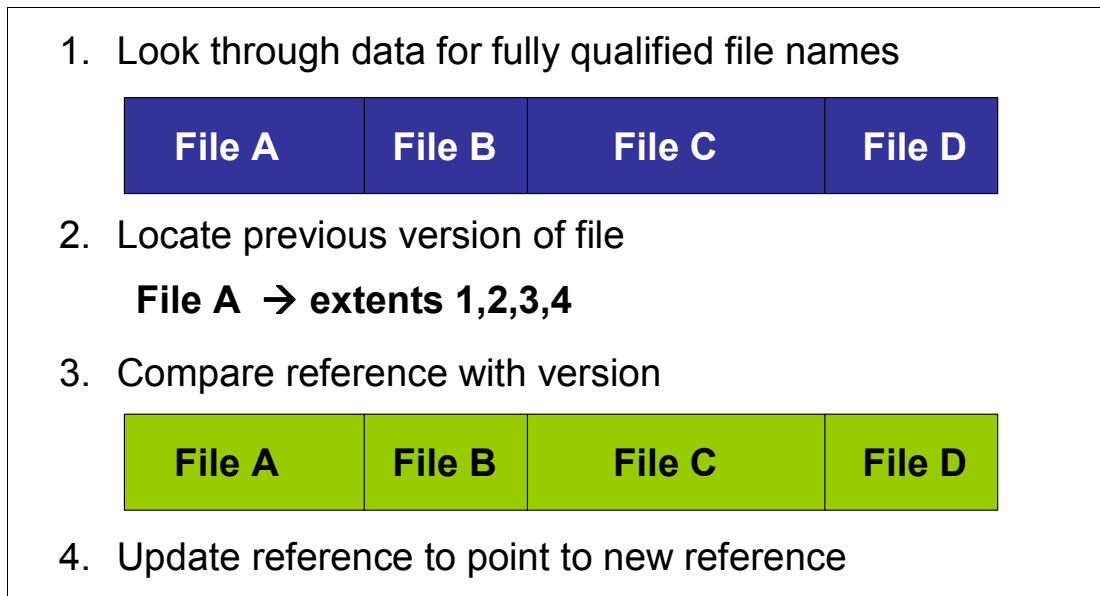 1. Look through data for fully qualified file names
File A File B File C File D
2. Locate previous version of file
File A → extents 1,2,3,4
3. Compare reference with version
File A File B File C File D
4. Update reference to point to new reference